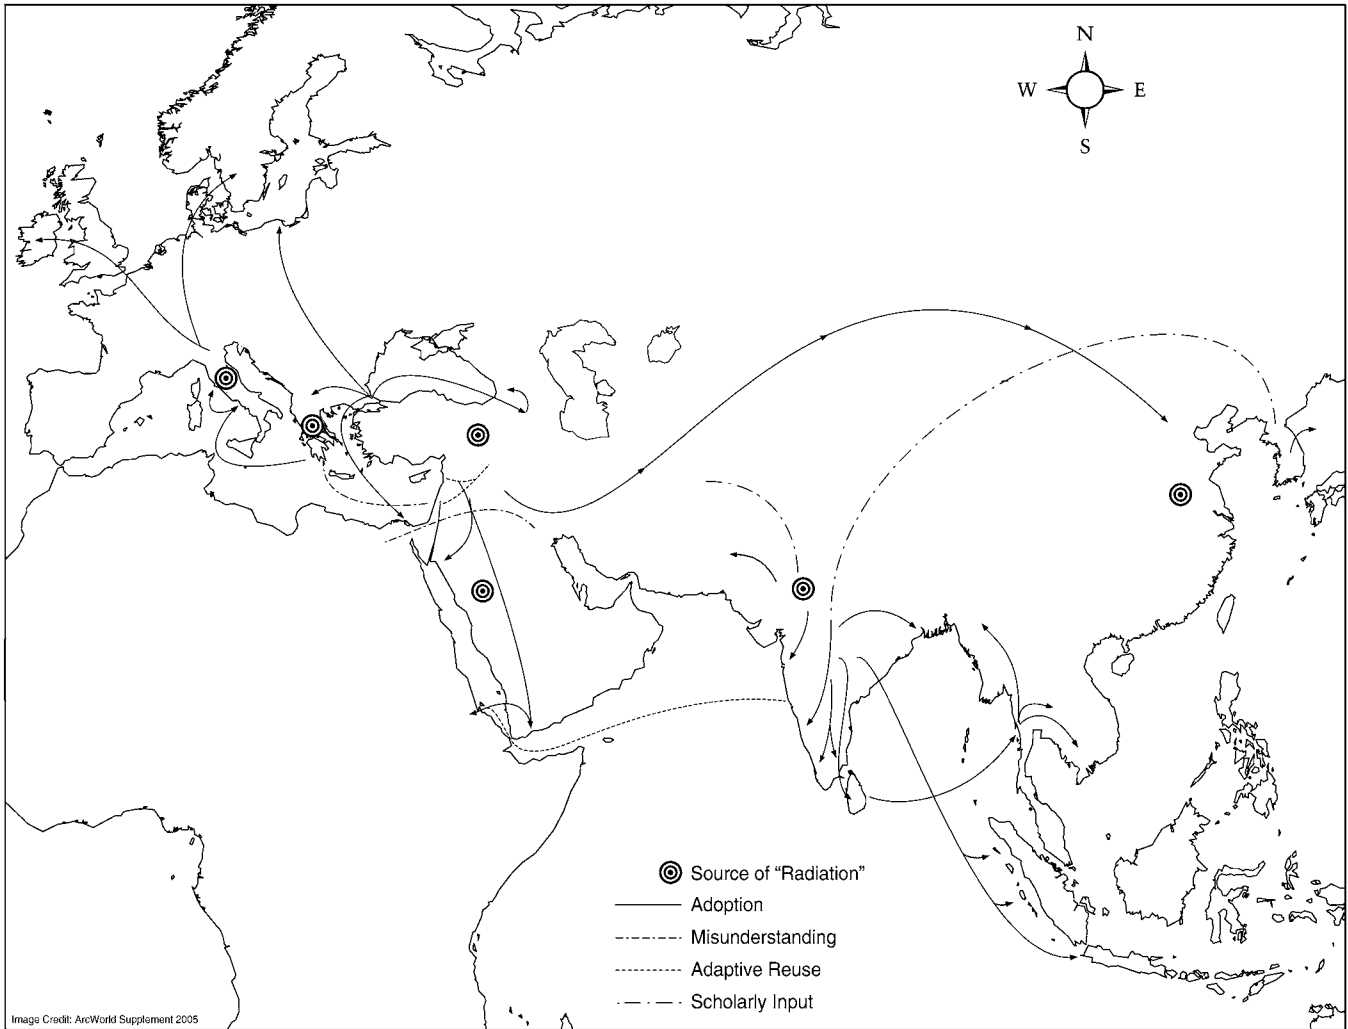 N
W E
S
Source of “Radiation”
Adoption
Misunderstanding
Adaptive Reuse
Scholarly Input
Image Credit: ArcWorld Supplement 2005